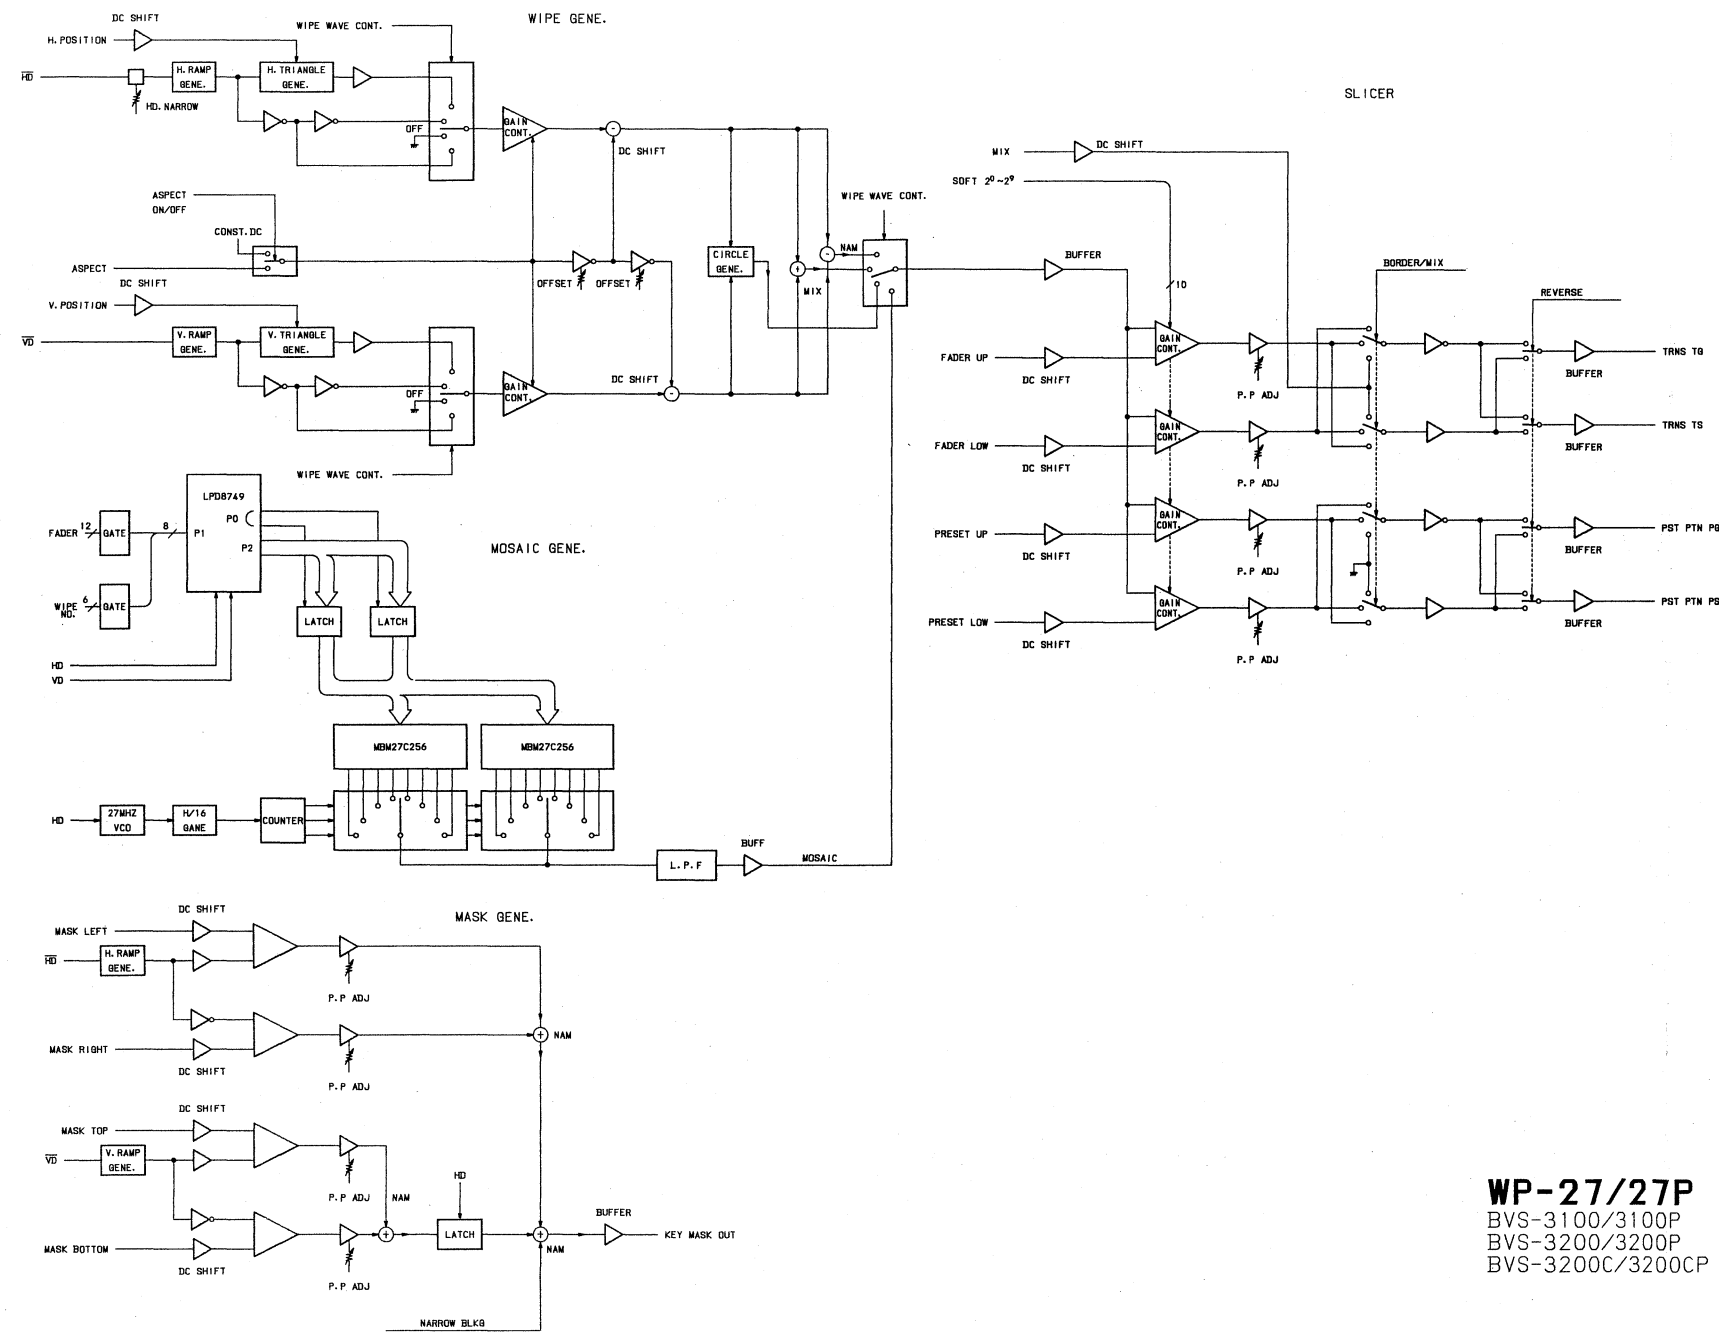 WIPE GENE.
DC SHIFT
H.POSITION
WIPE WAVE CONT.
HD
H.RAMP
GENE.
H.TRIANGLE
GENE.
HD.NARROW
OFF
GAIN
CONT.
-
DC SHIFT
ASPECT
ON/OFF
CONST.DC
ASPECT
DC SHIFT
V.POSITION
OFFSET
OFFSET
CIRCLE
GENE.
+
MIX
-
NAM
WIPE WAVE CONT.
VD
V.RAMP
GENE.
V.TRIANGLE
GENE.
OFF
GAIN
CONT.
DC SHIFT
-
WIPE WAVE CONT.
SLICER
MIX
DC SHIFT
SOFT 2⁰~2⁹
BUFFER
10
BORDER/MIX
REVERSE
FADER UP
DC SHIFT
GAIN
CONT.
P.P ADJ
BUFFER
TRNS TG
FADER LOW
DC SHIFT
GAIN
CONT.
P.P ADJ
BUFFER
TRNS TS
PRESET UP
DC SHIFT
GAIN
CONT.
P.P ADJ
BUFFER
PST PTN PG
PRESET LOW
DC SHIFT
GAIN
CONT.
P.P ADJ
BUFFER
PST PTN PS
MOSAIC GENE.
LPD8749
P0
P1
P2
FADER
12
GATE
8
WIPE
NO.
6
GATE
LATCH
LATCH
HD
VD
MBM27C256
MBM27C256
HD
27MHZ
VCO
H/16
GANE
COUNTER
L.P.F
BUFF
MOSAIC
MASK GENE.
DC SHIFT
MASK LEFT
HD
H.RAMP
GENE.
P.P ADJ
MASK RIGHT
DC SHIFT
P.P ADJ
+
NAM
DC SHIFT
MASK TOP
VD
V.RAMP
GENE.
P.P ADJ
NAM
HD
MASK BOTTOM
DC SHIFT
P.P ADJ
+
LATCH
+
NAM
BUFFER
KEY MASK OUT
NARROW BLKG
WP-27/27P
BVS-3100/3100P
BVS-3200/3200P
BVS-3200C/3200CP